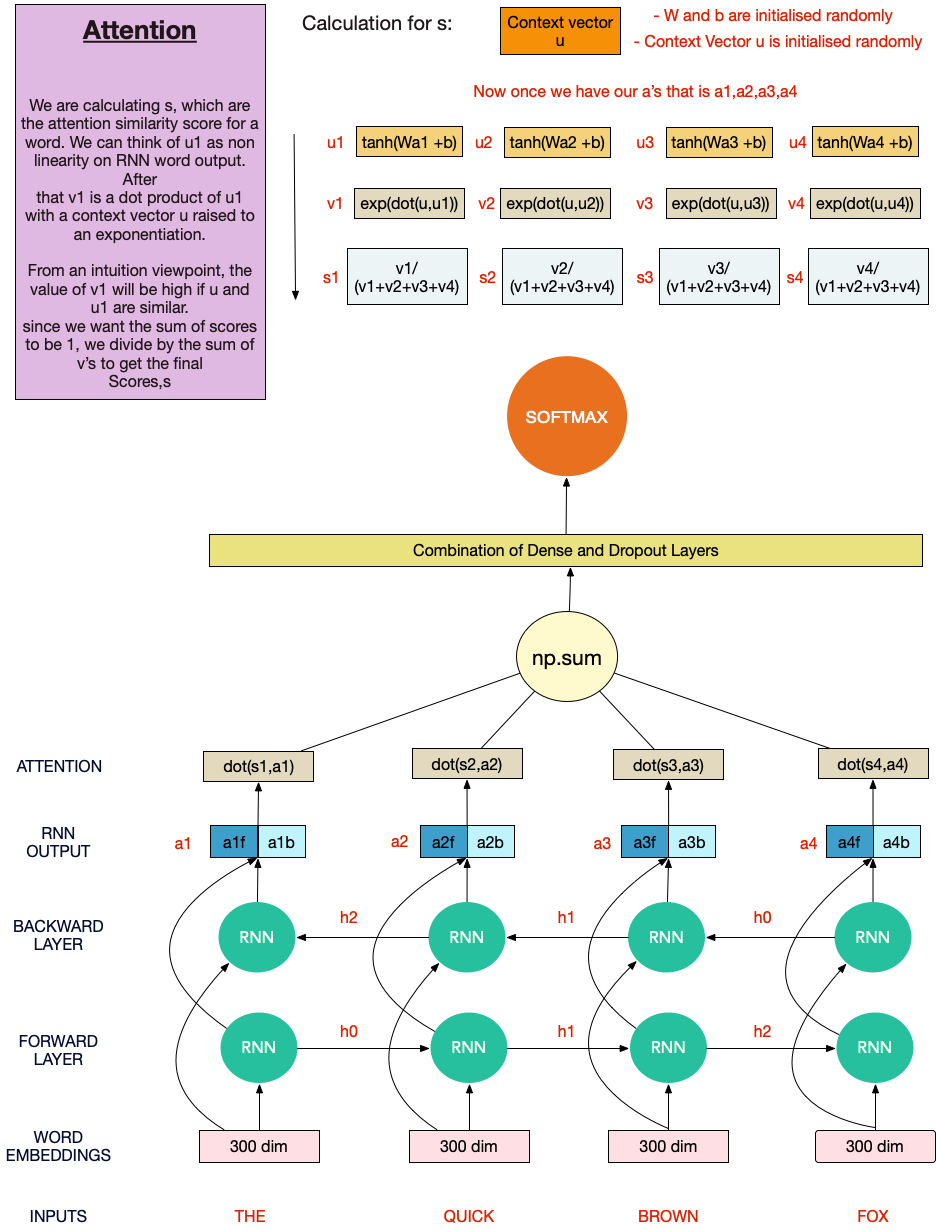 Attention
We are calculating s, which are
the attention similarity score for a
word. We can think of u1 as non
linearity on RNN word output.
After
that v1 is a dot product of u1
with a context vector u raised to
an exponentiation.
From an intuition viewpoint, the
value of v1 will be high if u and
u1 are similar.
since we want the sum of scores
to be 1, we divide by the sum of
v's to get the final
Scores,s
Calculation for s:
Context vector
u
- W and b are initialised randomly
- Context Vector u is initialised randomly
Now once we have our a's that is a1,a2,a3,a4
u1 tanh(Wa1 +b) u2 tanh(Wa2 +b) u3 tanh(Wa3 +b) u4 tanh(Wa4 +b)
v1 exp(dot(u,u1)) v2 exp(dot(u,u2)) v3 exp(dot(u,u3)) v4 exp(dot(u,u4))
s1 v1/
(v1+v2+v3+v4)
s2 v2/
(v1+v2+v3+v4)
s3 v3/
(v1+v2+v3+v4)
s4 v4/
(v1+v2+v3+v4)
SOFTMAX
Combination of Dense and Dropout Layers
np.sum
ATTENTION dot(s1,a1) dot(s2,a2) dot(s3,a3) dot(s4,a4)
RNN
OUTPUT
a1 a1f a1b a2 a2f a2b a3 a3f a3b a4 a4f a4b
BACKWARD
LAYER
RNN h2 RNN h1 RNN h0 RNN
FORWARD
LAYER
RNN h0 RNN h1 RNN h2 RNN
WORD
EMBEDDINGS
300 dim 300 dim 300 dim 300 dim
INPUTS THE QUICK BROWN FOX